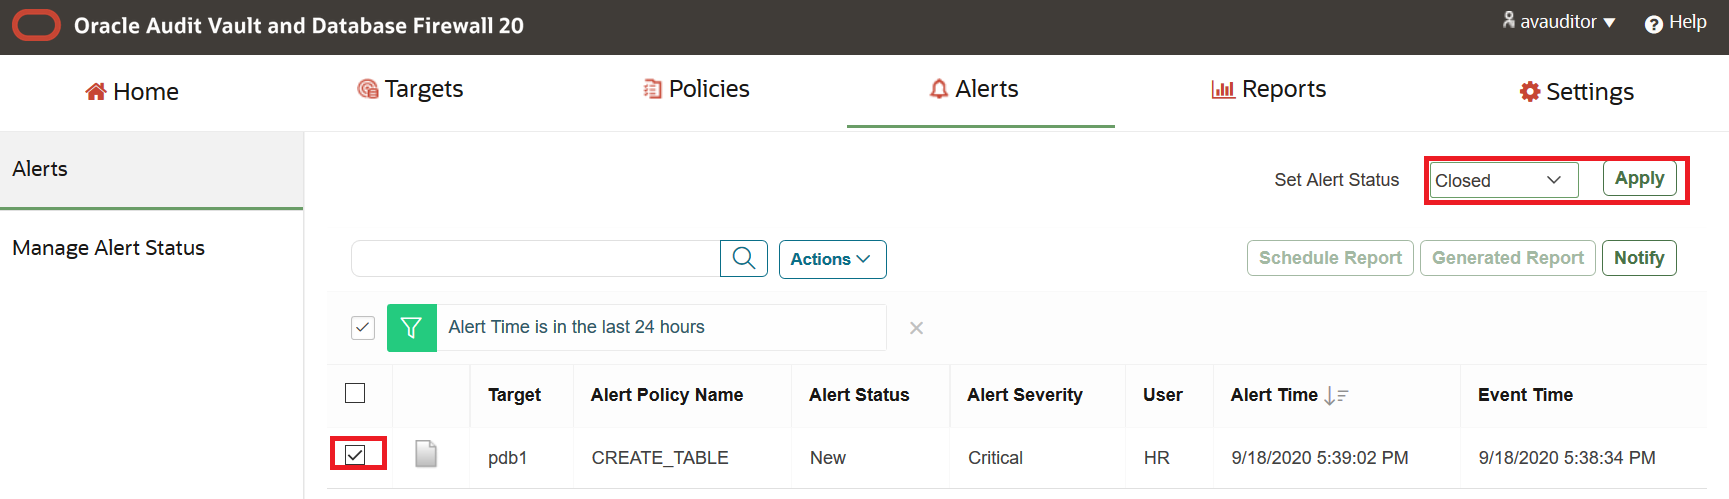 Oracle Audit Vault and Database Firewall 20
avauditor
Help
Home
Targets
Policies
Alerts
Reports
Settings
Alerts
Manage Alert Status
Set Alert Status
Closed
Apply
Actions
Schedule Report
Generated Report
Notify
Alert Time is in the last 24 hours
Target Alert Policy Name Alert Status Alert Severity User Alert Time Event Time
pdb1 CREATE_TABLE New Critical HR 9/18/2020 5:39:02 PM 9/18/2020 5:38:34 PM